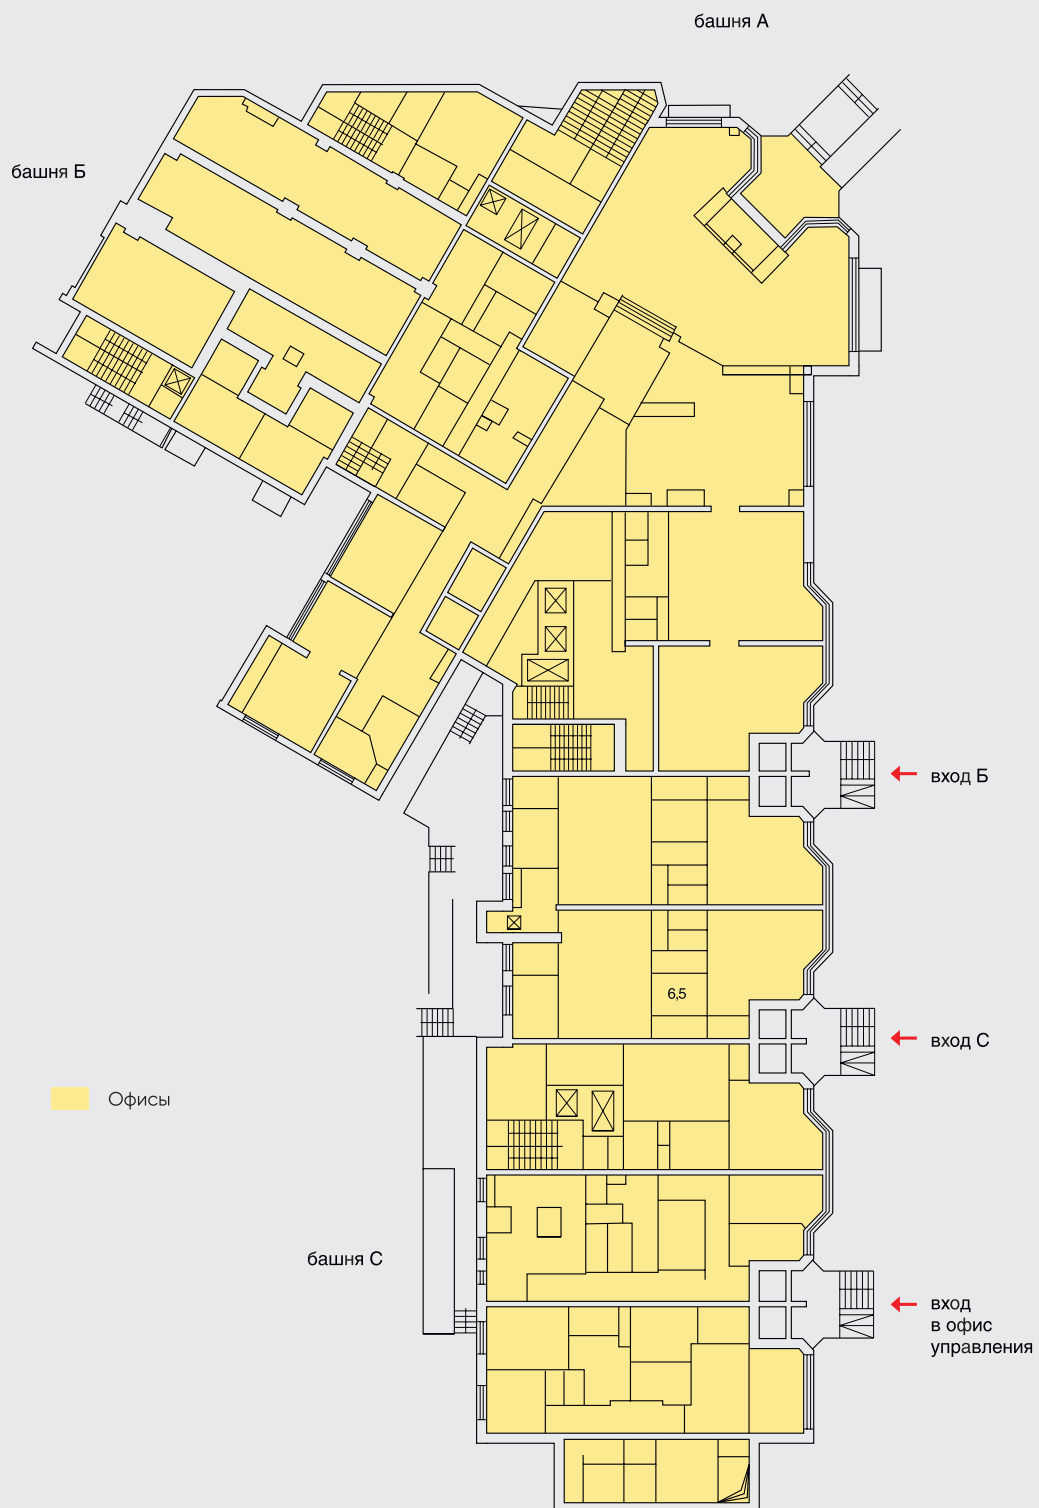 башня А
башня Б
вход Б
6,5
вход С
Офисы
башня С
вход
в офис
управления